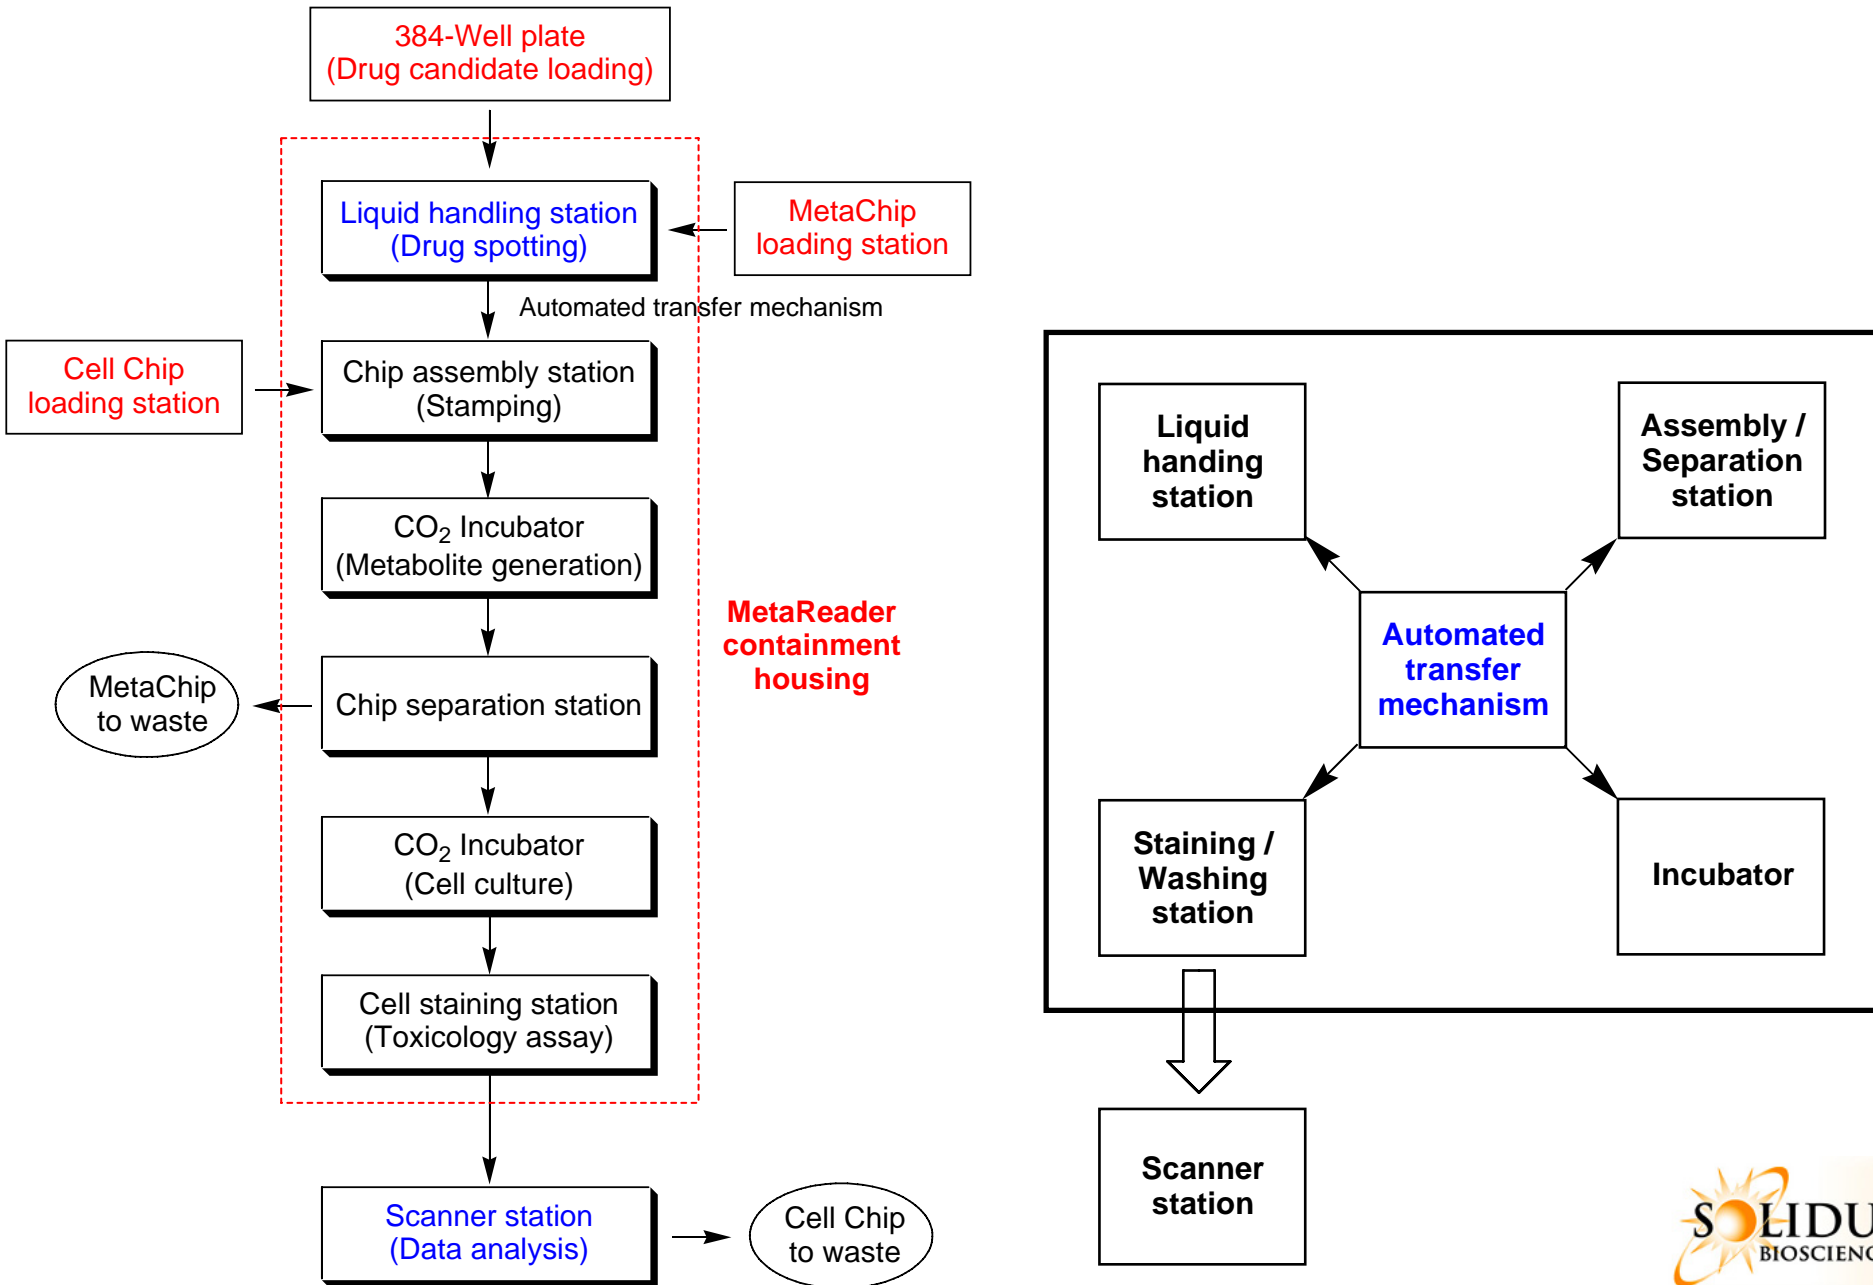 384-Well plate
(Drug candidate loading)
Liquid handling station
(Drug spotting)
MetaChip
loading station
Automated transfer mechanism
Cell Chip
loading station
Chip assembly station
(Stamping)
CO₂ Incubator
(Metabolite generation)
MetaReader
containment
housing
MetaChip
to waste
Chip separation station
CO₂ Incubator
(Cell culture)
Cell staining station
(Toxicology assay)
Scanner station
(Data analysis)
Cell Chip
to waste
Liquid
handing
station
Assembly /
Separation
station
Automated
transfer
mechanism
Staining /
Washing
station
Incubator
Scanner
station
SOLIDU
BIOSCIENC